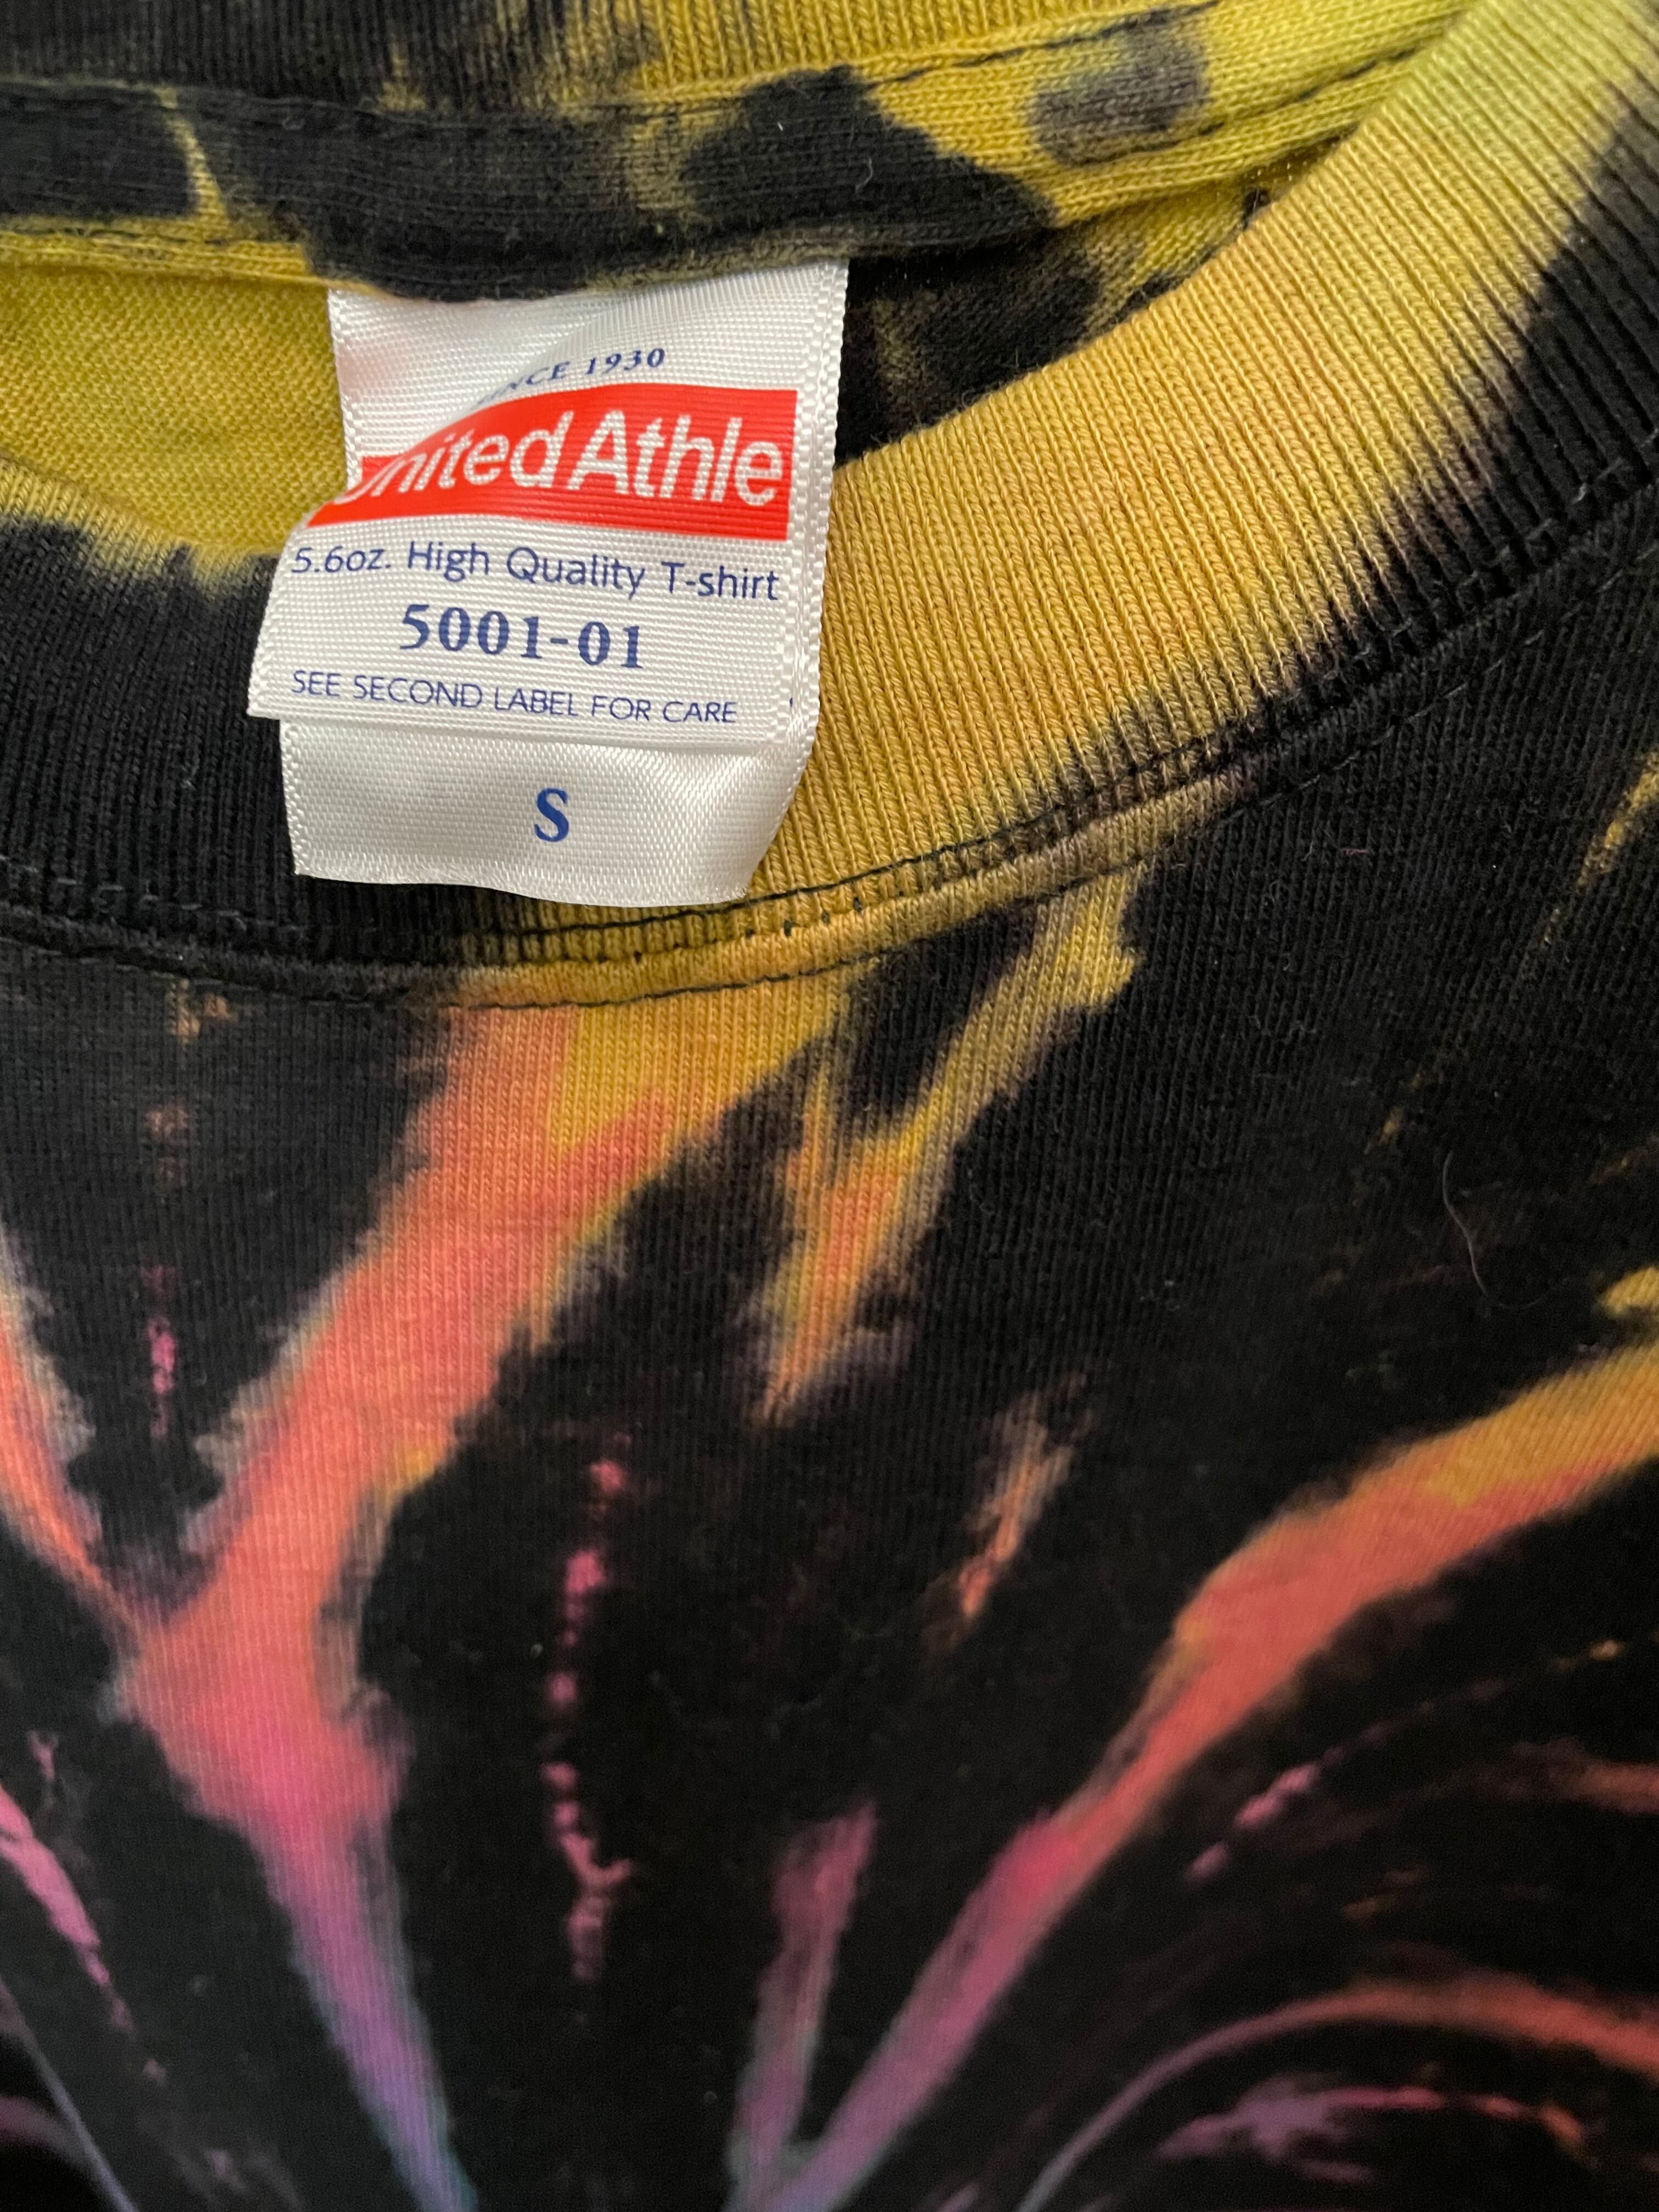 SINCE 1930
United Athle
5.6oz. High Quality T-shirt
5001-01
SEE SECOND LABEL FOR CARE
S